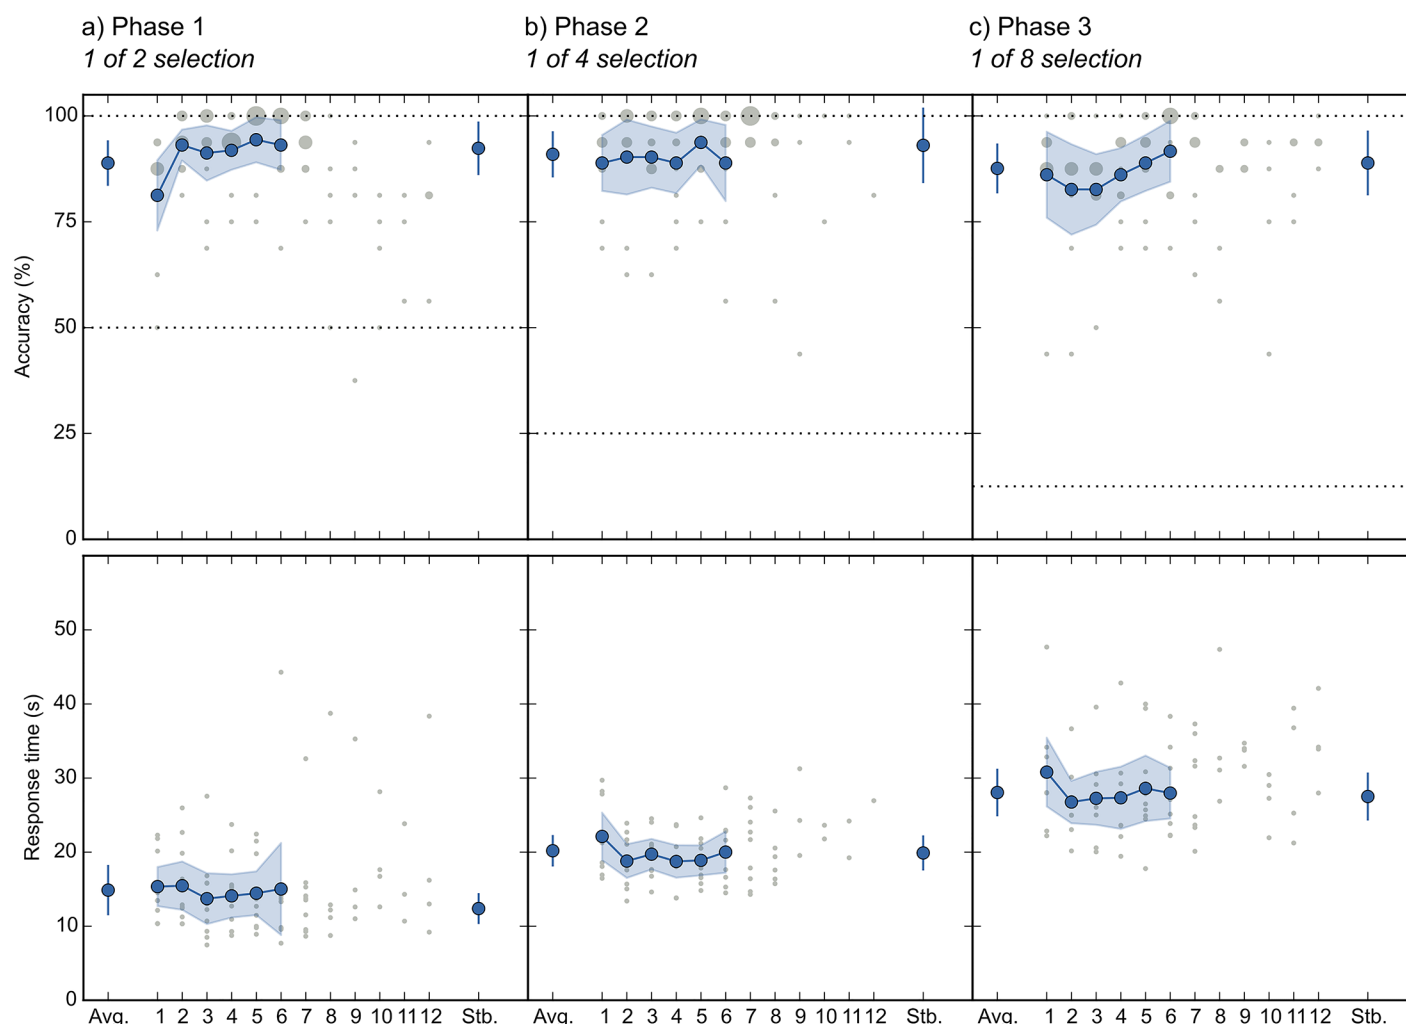 a) Phase 1
1 of 2 selection
b) Phase 2
1 of 4 selection
c) Phase 3
1 of 8 selection
Accuracy (%)
100
75
50
25
0
Response time (s)
50
40
30
20
10
0
Avg. 1 2 3 4 5 6 7 8 9 10 11 12 Stb.
Avg. 1 2 3 4 5 6 7 8 9 10 11 12 Stb.
Avg. 1 2 3 4 5 6 7 8 9 10 11 12 Stb.